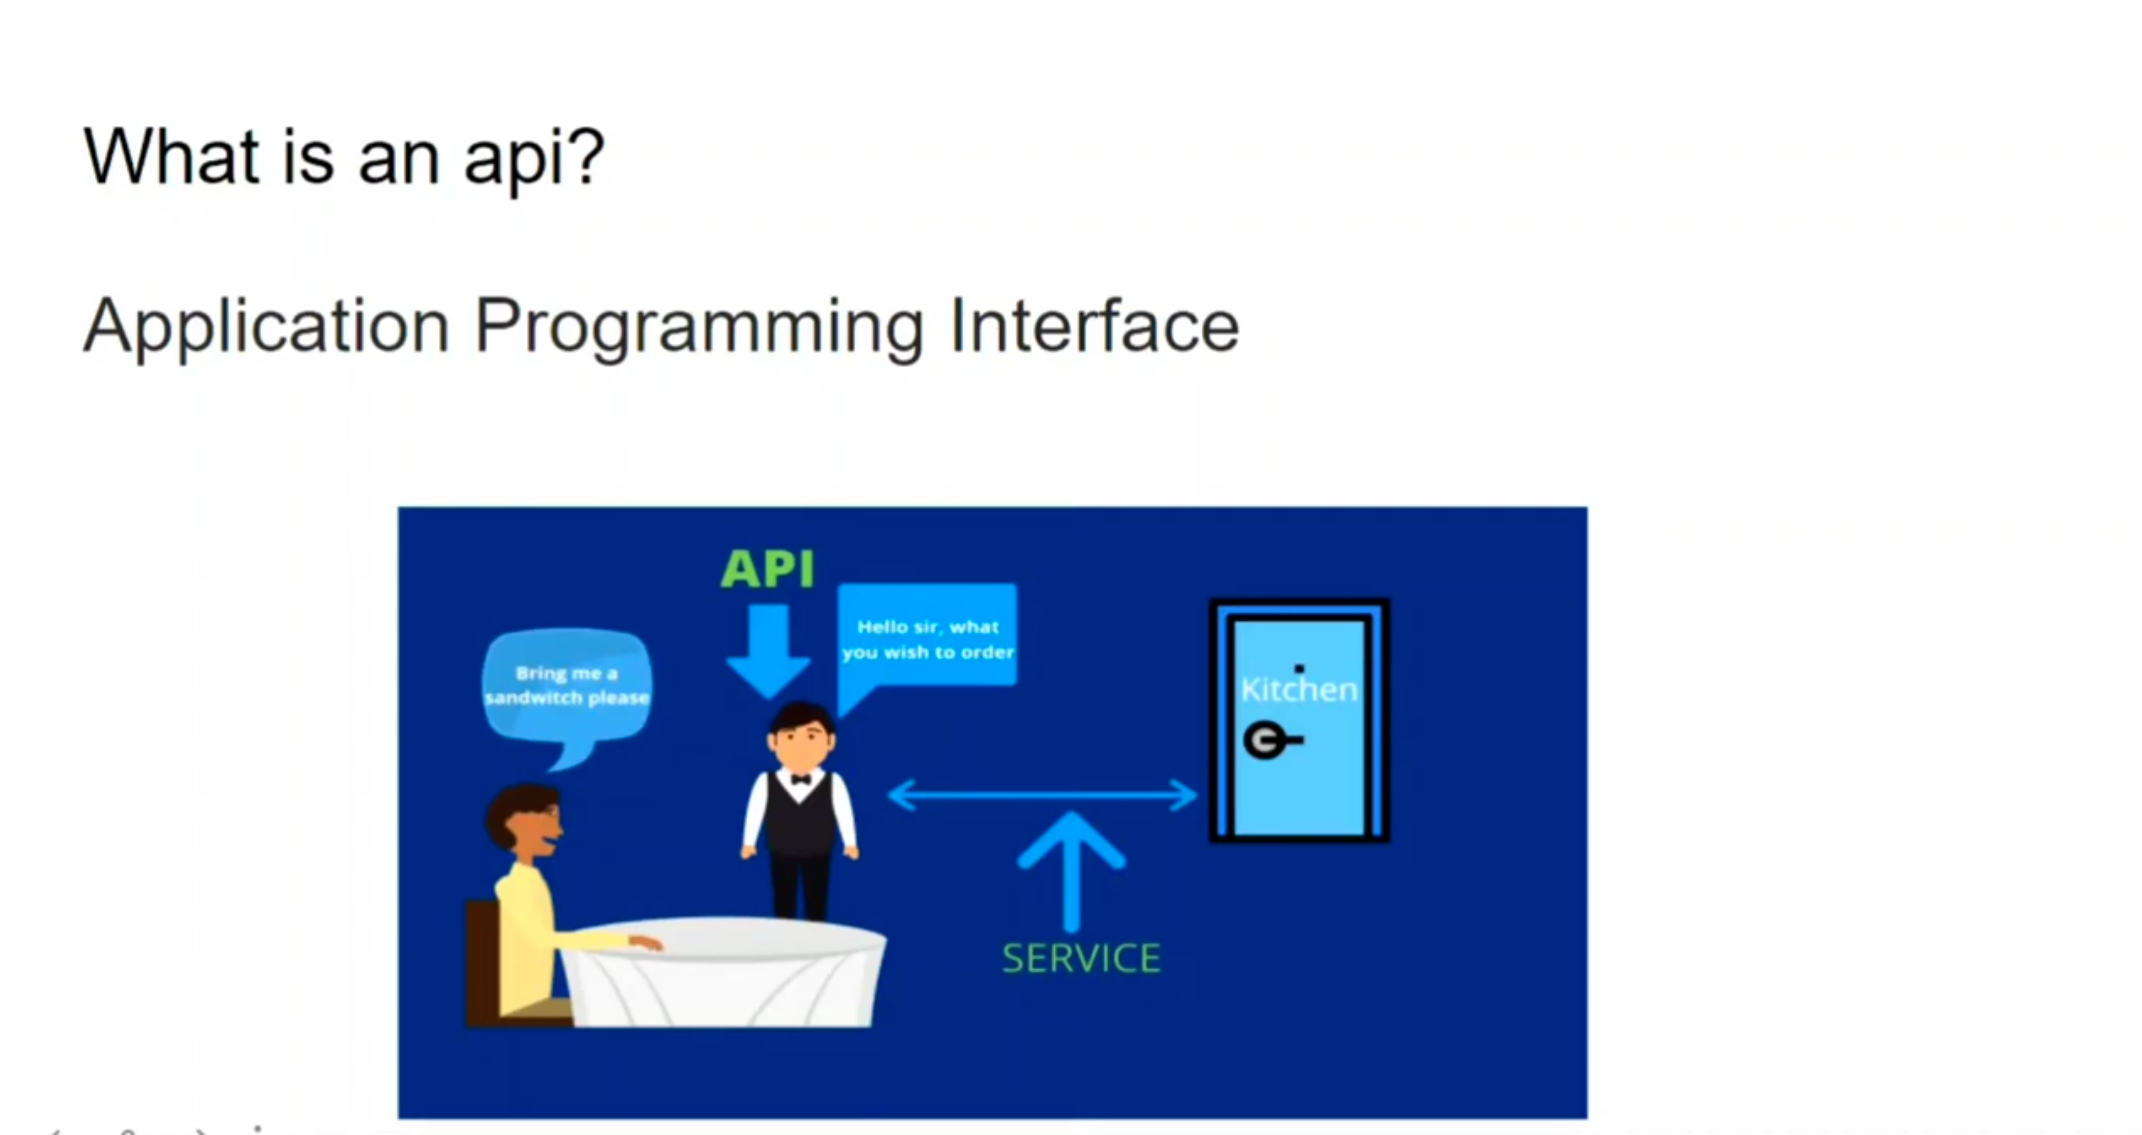 What is an api?
Application Programming Interface
API
Hello sir, what
you wish to order
Bring me a
sandwitch please
Kitchen
SERVICE